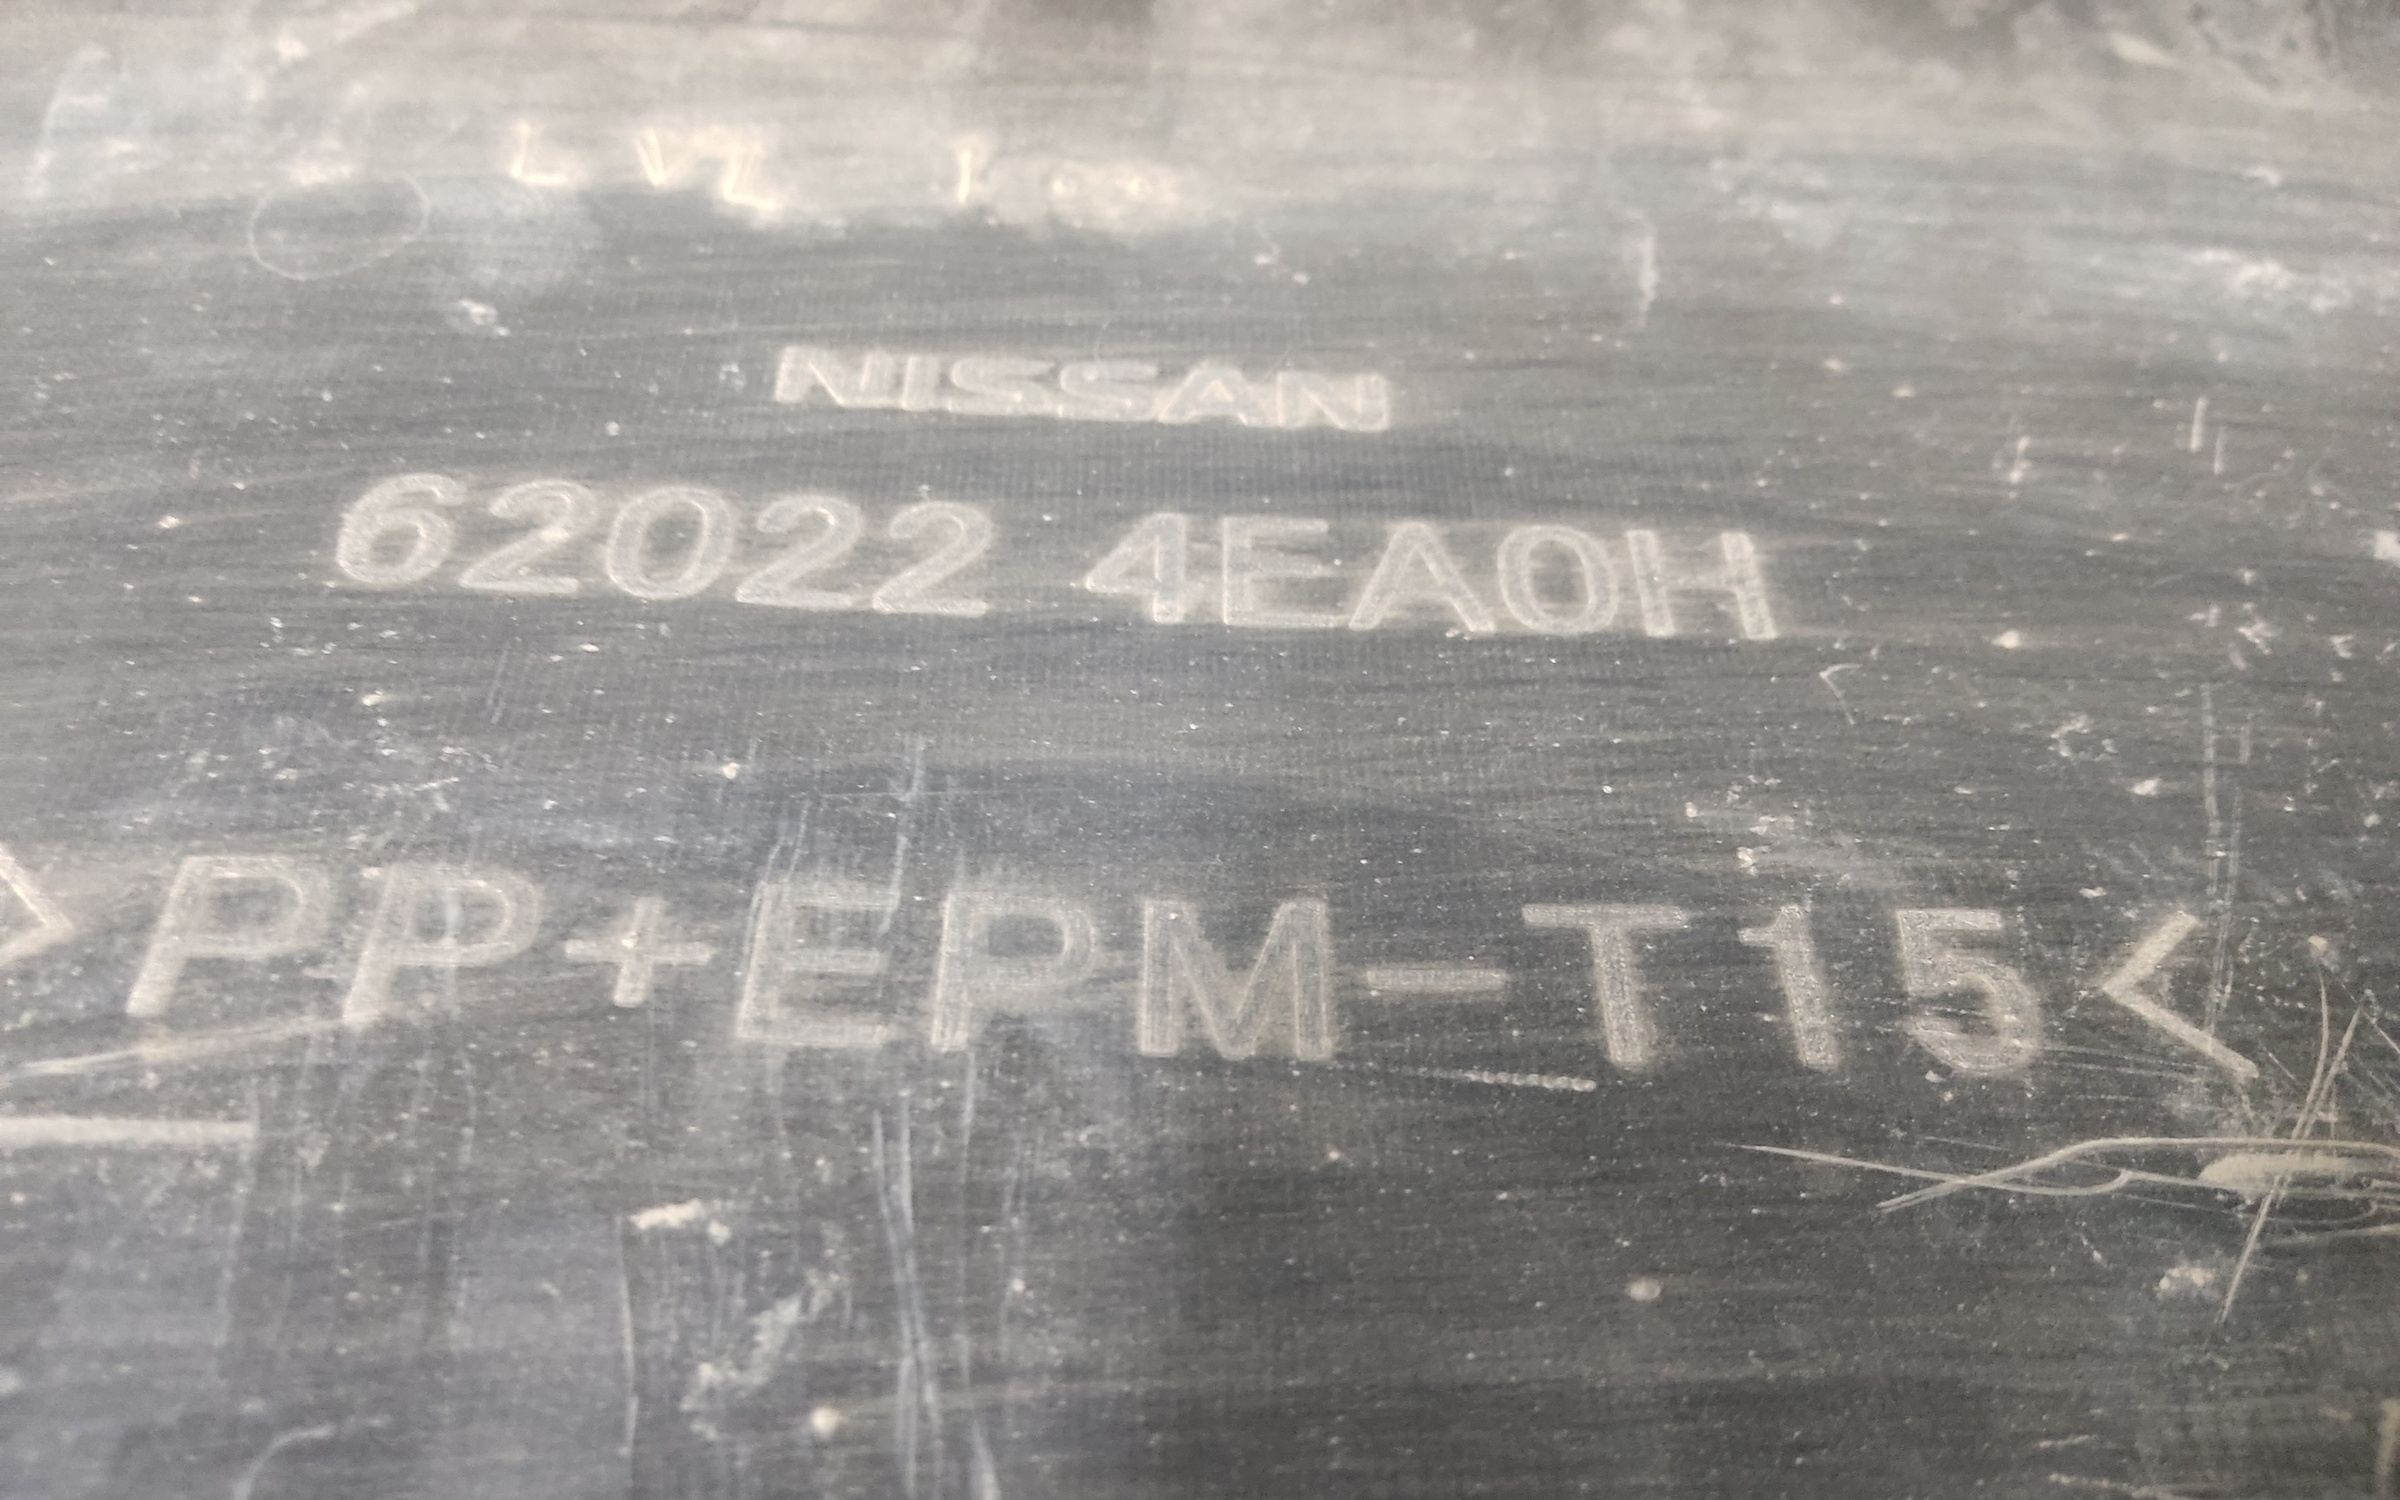 NISSAN
62022 4EA0H
>PP+EPM-T15<